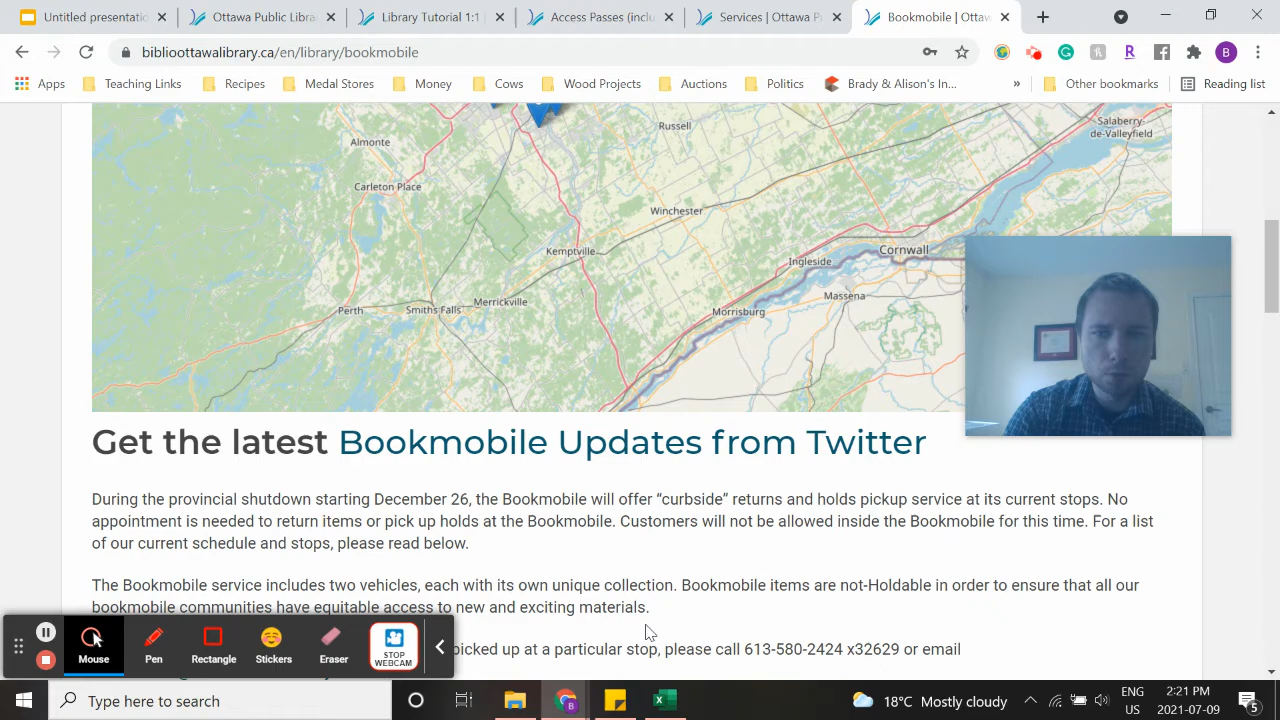 Untitled presentatio
Ottawa Public Libra
Library Tutorial 1:1
Access Passes (inclu
Services | Ottawa P
Bookmobile | Ottaw
biblioottawalibrary.ca/en/library/bookmobile
Apps
Teaching Links
Recipes
Medal Stores
Money
Cows
Wood Projects
Auctions
Politics
Brady & Alison's In...
»
Other bookmarks
Reading list
Russell
Salaberry-
de-Valleyfield
Almonte
Carleton Place
Winchester
Kemptville
Cornwall
Ingleside
Massena
Merrickville
Perth
Smiths Falls
Morrisburg
Get the latest Bookmobile Updates from Twitter
During the provincial shutdown starting December 26, the Bookmobile will offer “curbside” returns and holds pickup service at its current stops. No
appointment is needed to return items or pick up holds at the Bookmobile. Customers will not be allowed inside the Bookmobile for this time. For a list
of our current schedule and stops, please read below.
The Bookmobile service includes two vehicles, each with its own unique collection. Bookmobile items are not-Holdable in order to ensure that all our
bookmobile communities have equitable access to new and exciting materials.
picked up at a particular stop, please call 613-580-2424 x32629 or email
Mouse
Pen
Rectangle
Stickers
Eraser
STOP
WEBCAM
Type here to search
18°C Mostly cloudy
ENG
US
2:21 PM
2021-07-09
5